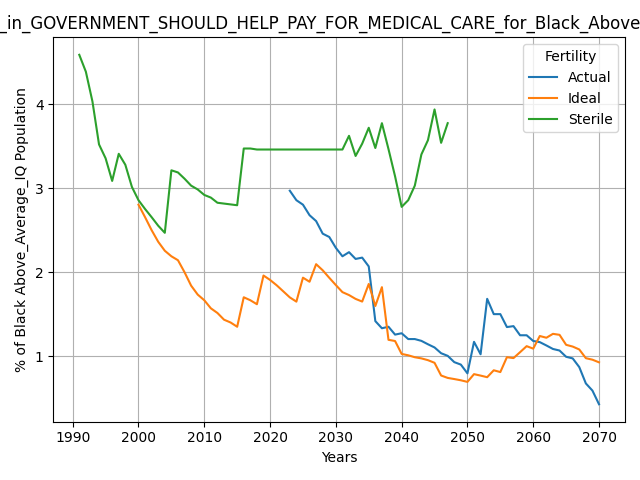 _in_GOVERNMENT_SHOULD_HELP_PAY_FOR_MEDICAL_CARE_for_Black_Above
Fertility
Actual
Ideal
Sterile
% of Black Above_Average_IQ Population
4
3
2
1
1990 2000 2010 2020 2030 2040 2050 2060 2070
Years